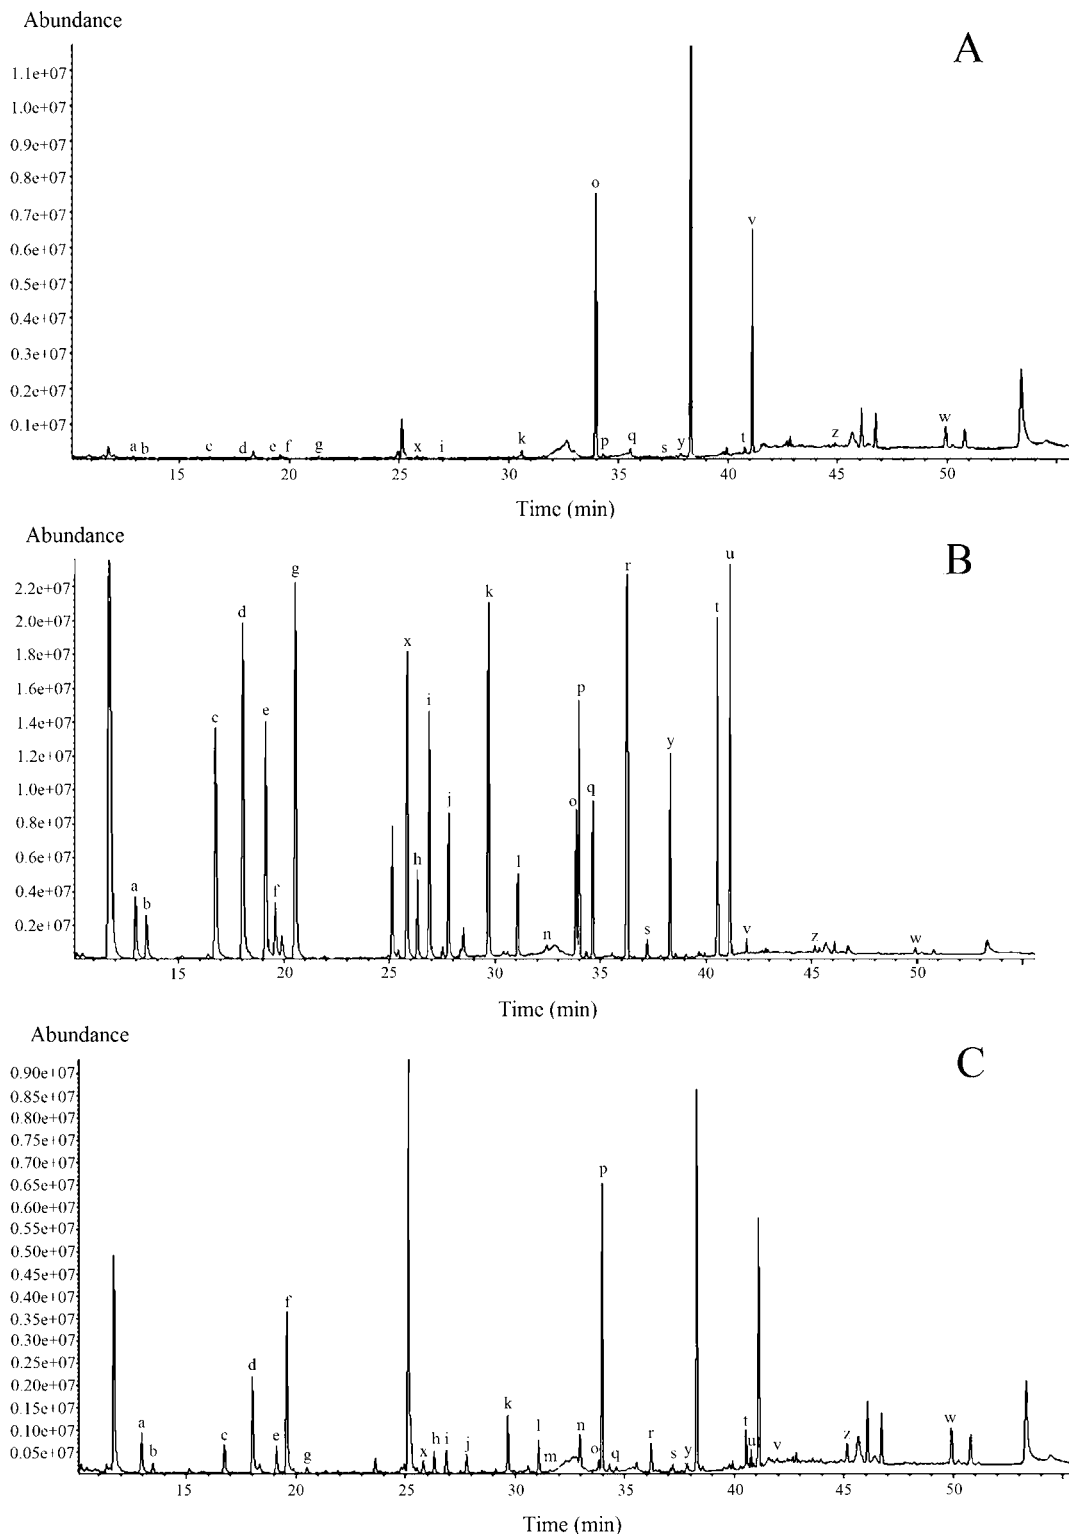 Abundance
A
1.1e+07
1.0e+07
0.9e+07
0.8e+07
0.7e+07
0.6e+07
0.5e+07
0.4e+07
0.3e+07
0.2e+07
0.1e+07
a b c d e f g x i k o p q s y t v z w
15 20 25 30 35 40 45 50
Time (min)
Abundance
B
2.2e+07
2.0e+07
1.8e+07
1.6e+07
1.4e+07
1.2e+07
1.0e+07
0.8e+07
0.6e+07
0.4e+07
0.2e+07
a b c d e f g x h i j k l n o p q r s y t u v z w
15 20 25 30 35 40 45 50
Time (min)
Abundance
C
0.90e+07
0.85e+07
0.80e+07
0.75e+07
0.70e+07
0.65e+07
0.60e+07
0.55e+07
0.50e+07
0.45e+07
0.40e+07
0.35e+07
0.30e+07
0.25e+07
0.20e+07
0.15e+07
0.10e+07
0.05e+07
a b c d e f g x h i j k l m n o p q r s y t u v z w
15 20 25 30 35 40 45 50
Time (min)